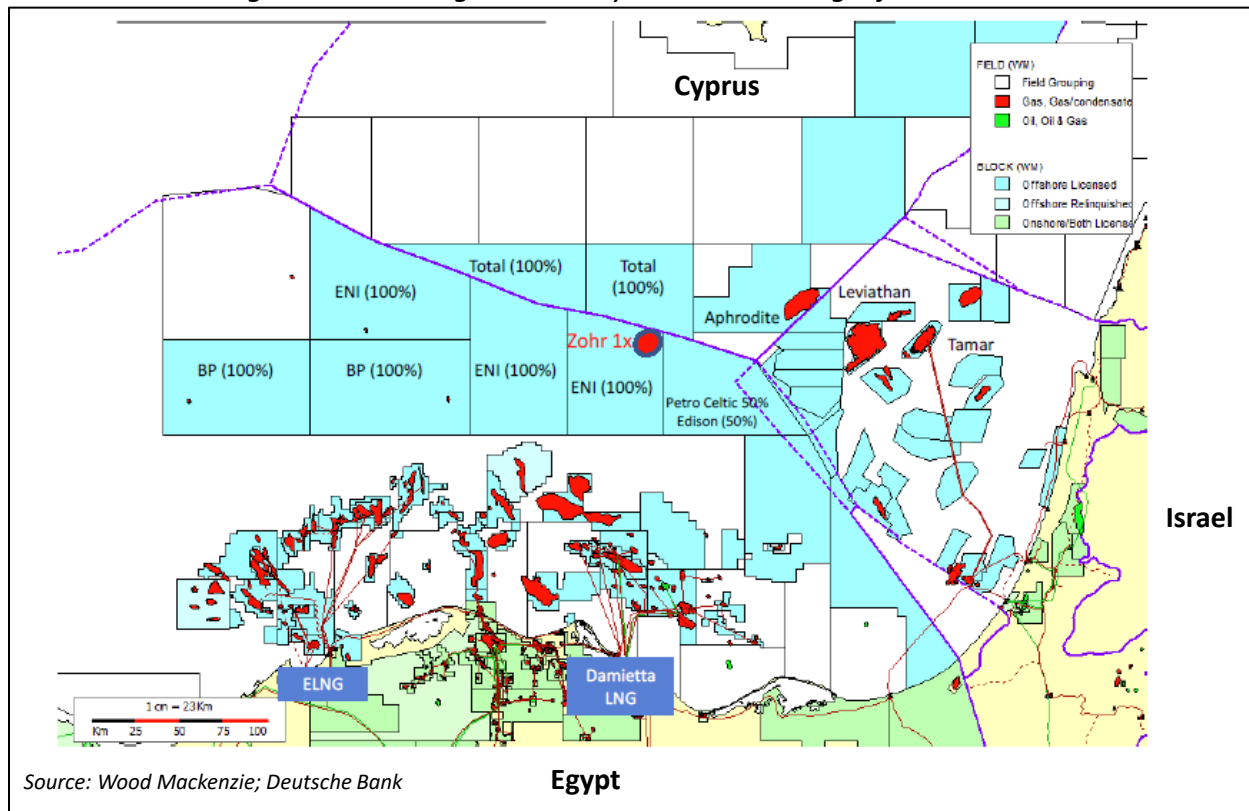 Cyprus
FIELD (WM)
Field Grouping
Gas, Gas/condensate
Oil, Oil & Gas
BLOCK (WM)
Offshore Licensed
Offshore Relinquished
Onshore/Both License
Total (100%)
Total
(100%)
ENI (100%)
Leviathan
Aphrodite
Zohr 1x
Tamar
BP (100%)
BP (100%)
ENI (100%)
ENI (100%)
Petro Celtic 50%
Edison (50%)
Israel
ELNG
Damietta
LNG
1 cm = 23Km
Km 25 50 75 100
Source: Wood Mackenzie; Deutsche Bank
Egypt